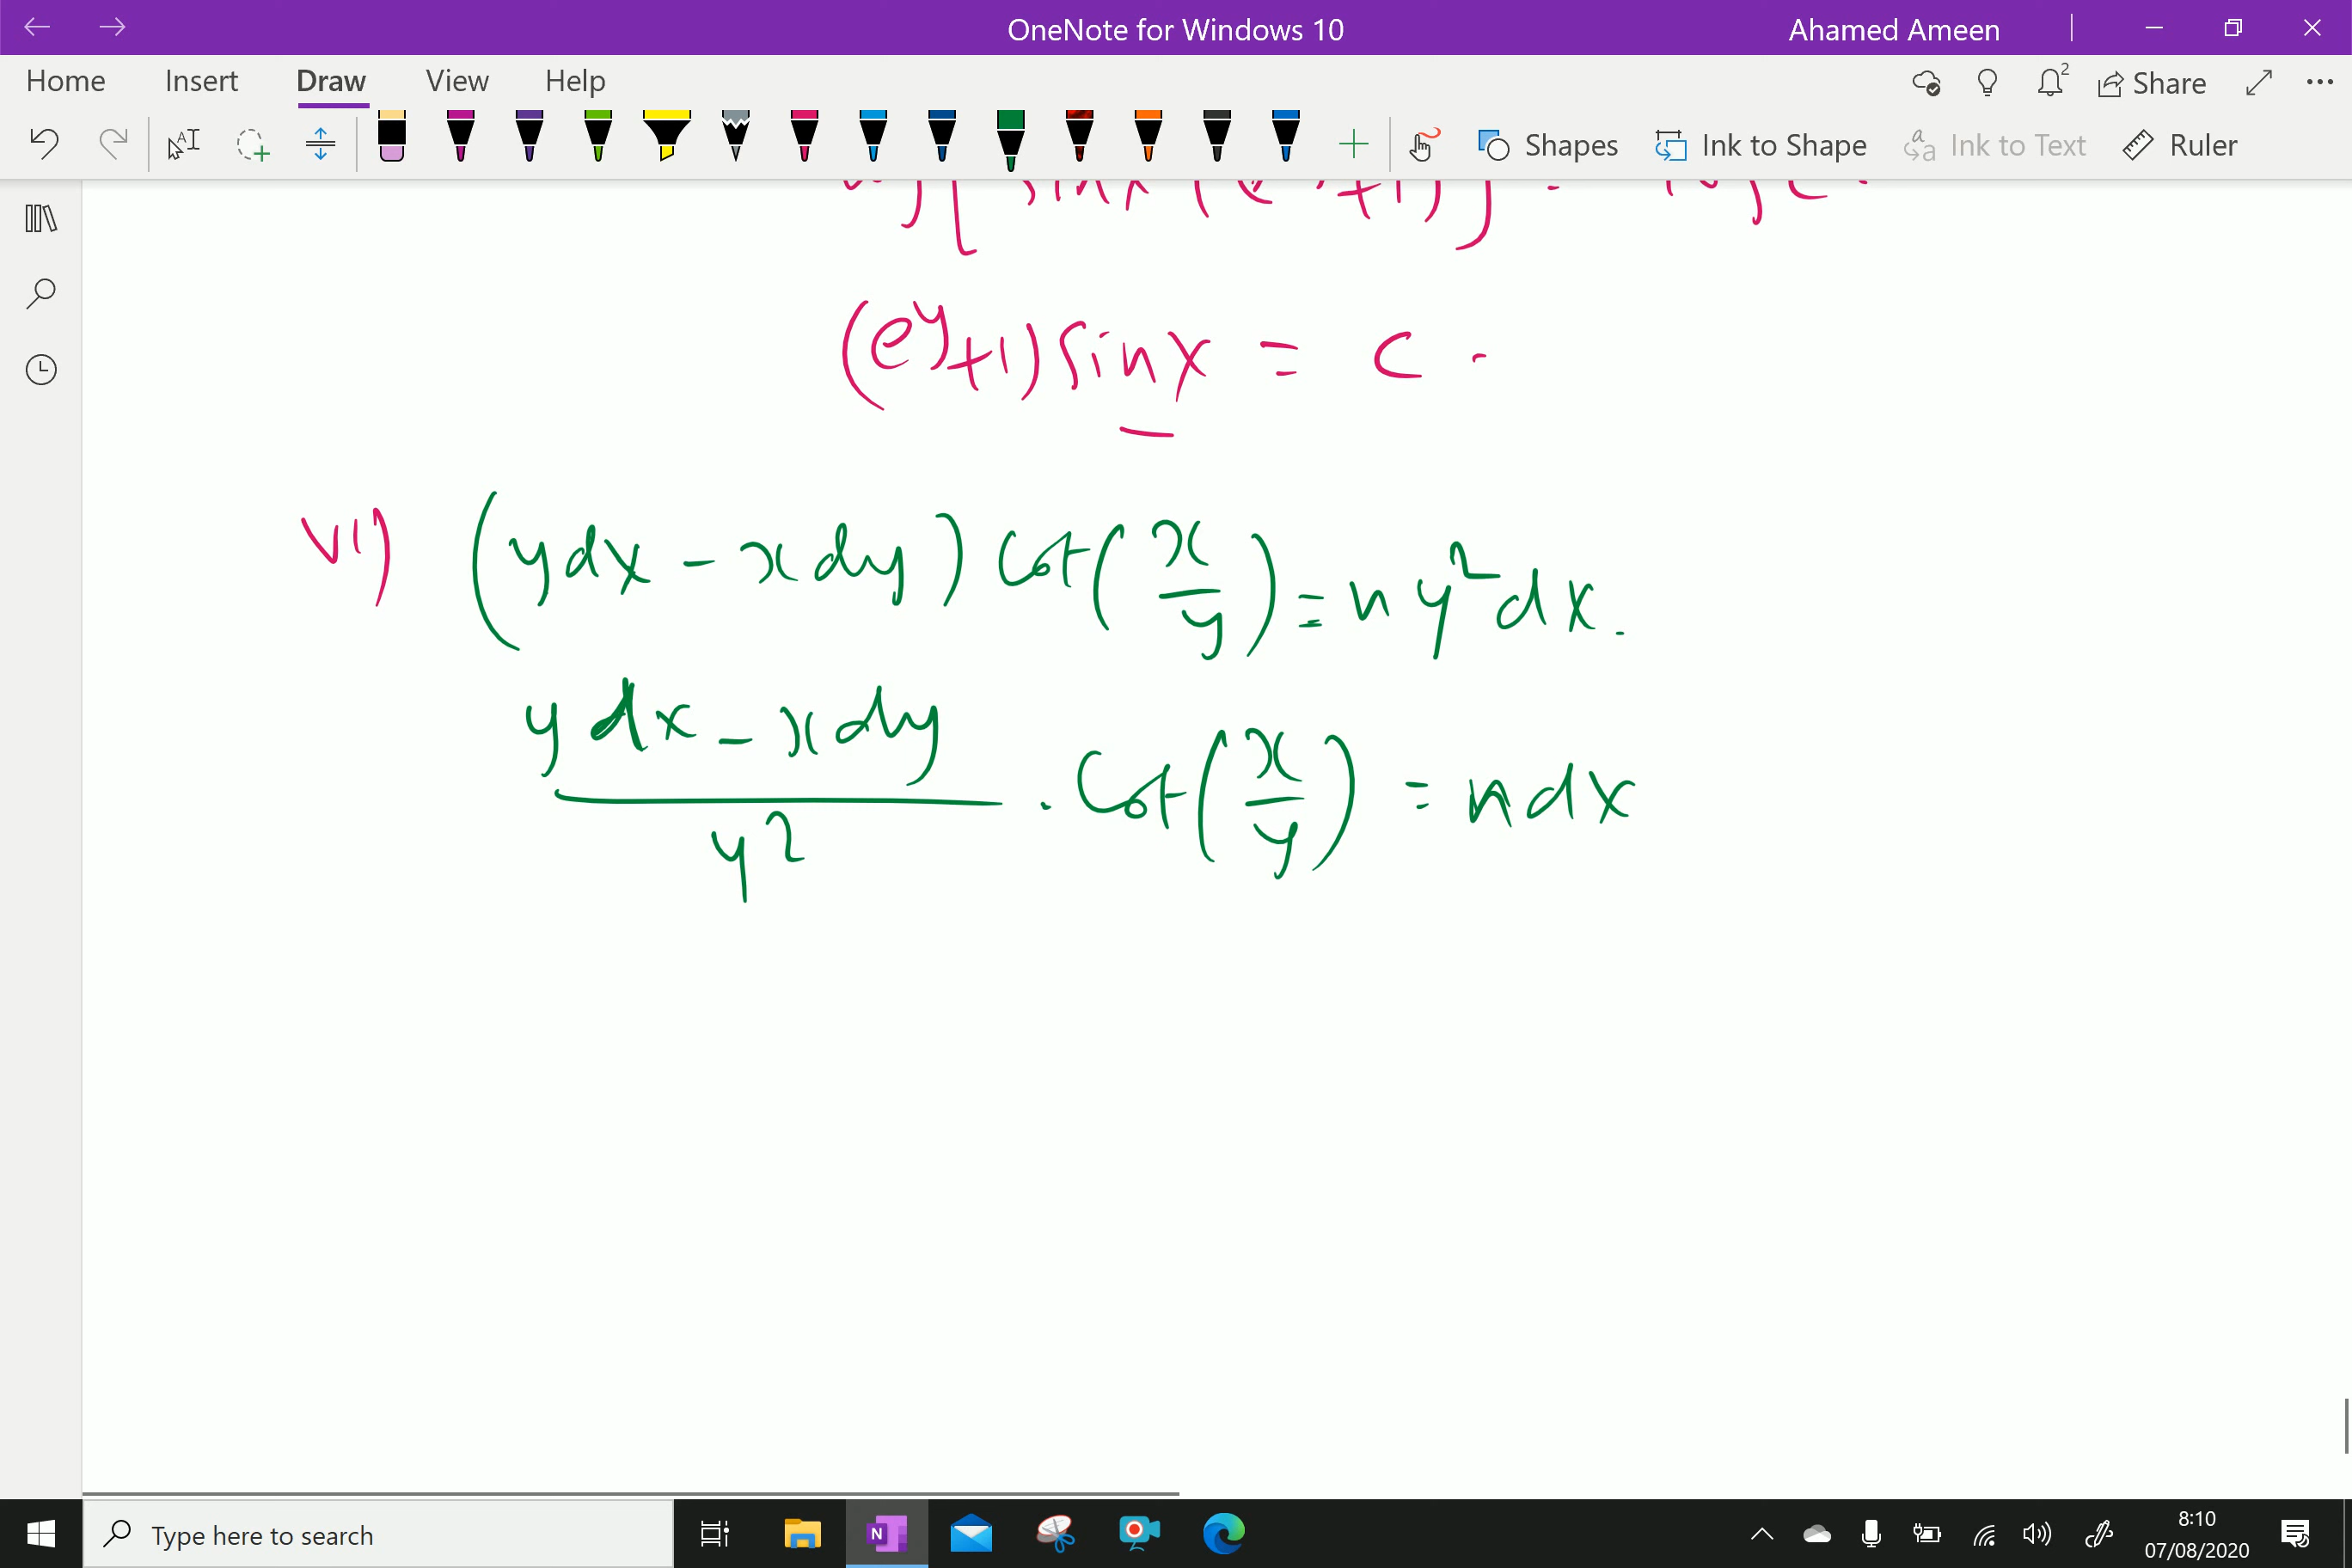 OneNote for Windows 10 Ahamed Ameen
Home Insert Draw View Help 2 Share
Shapes Ink to Shape Ink to Text Ruler
(e^y+1) sinx = c .
vi) (ydx - xdy) Cot(x/y) = ny²dx.
(ydx - xdy)/y² . Cot(x/y) = ndx
Type here to search
8:10
07/08/2020